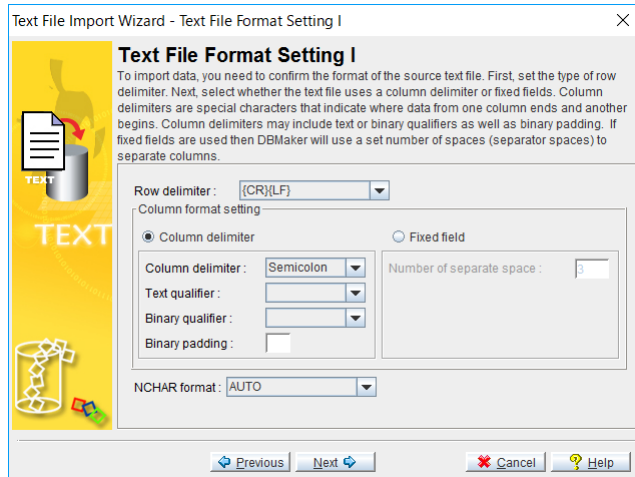 Text File Import Wizard - Text File Format Setting I
Text File Format Setting I
To import data, you need to confirm the format of the source text file. First, set the type of row
delimiter. Next, select whether the text file uses a column delimiter or fixed fields. Column
delimiters are special characters that indicate where data from one column ends and another
begins. Column delimiters may include text or binary qualifiers as well as binary padding. If
fixed fields are used then DBMaker will use a set number of spaces (separator spaces) to
separate columns.
TEXT
TEXT
Row delimiter : {CR}{LF}
Column format setting
Column delimiter Fixed field
Column delimiter : Semicolon Number of separate space : 3
Text qualifier :
Binary qualifier :
Binary padding :
NCHAR format : AUTO
Previous Next Cancel Help